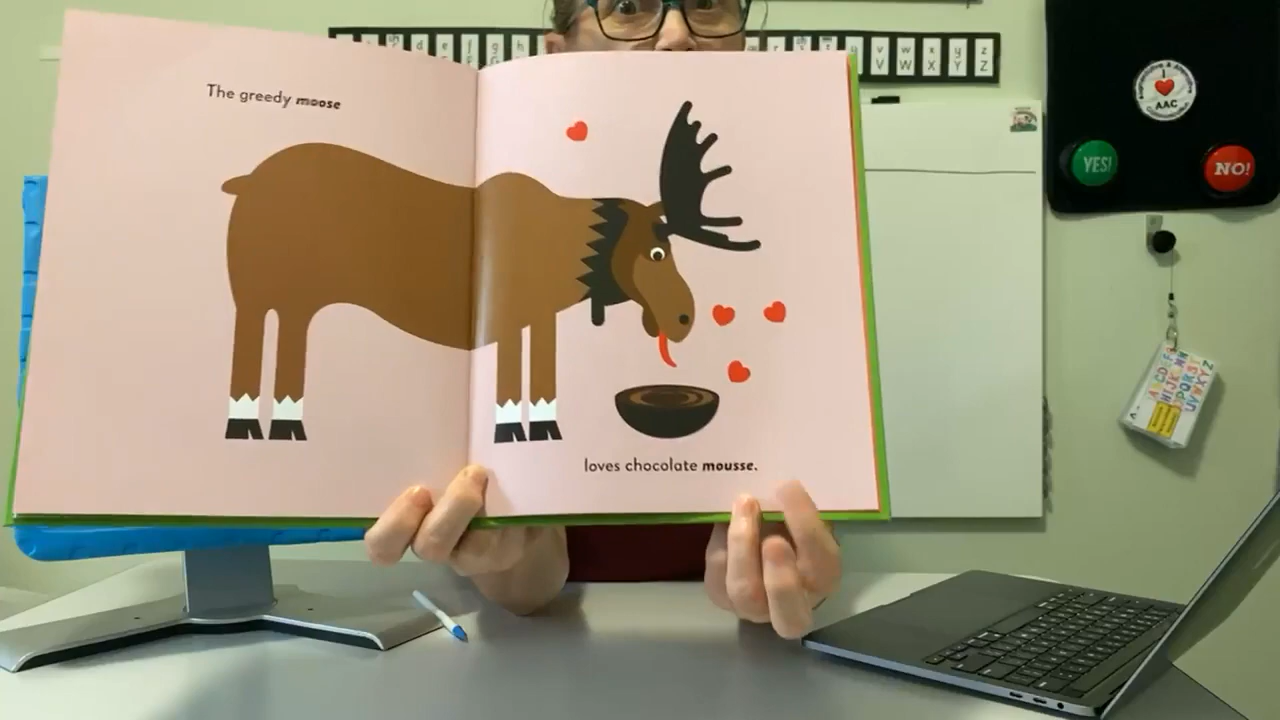 The greedy moose
loves chocolate mousse.
I
AAC
YES!
NO!
d e f g h
v w x y z
V W X Y Z